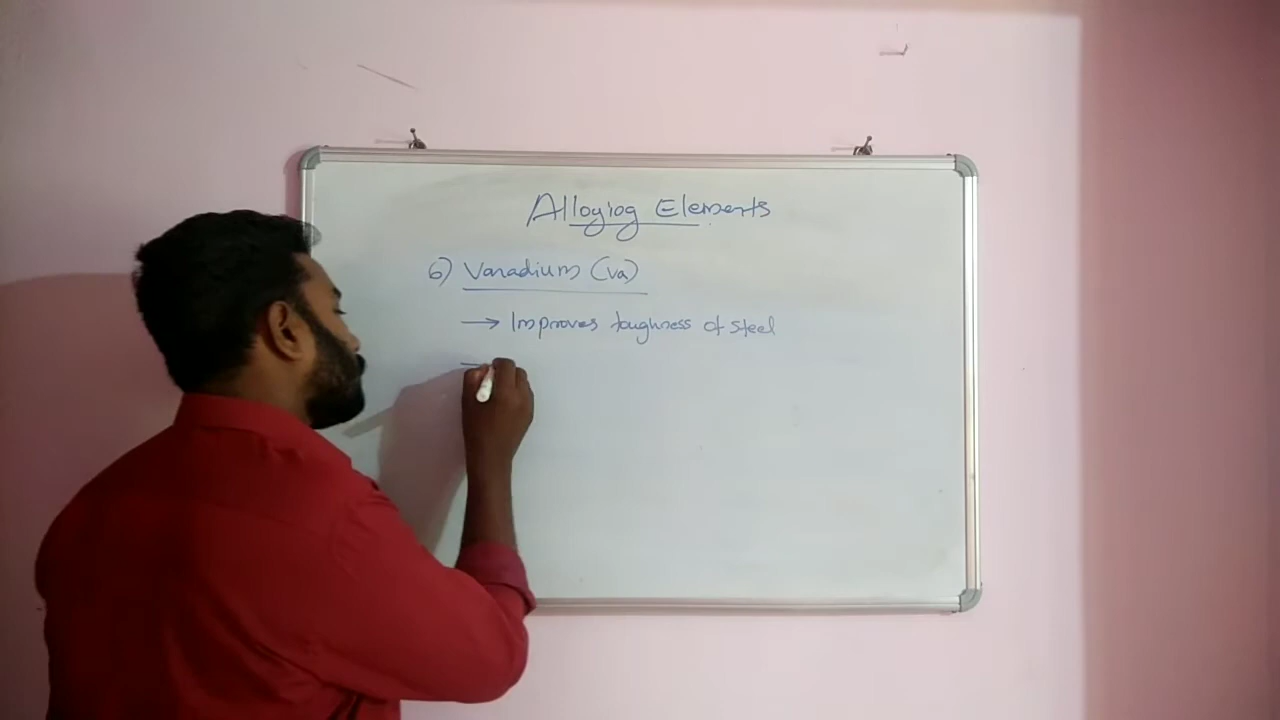 Alloying Elements
6) Vanadium (Va)
→ Improves toughness of steel